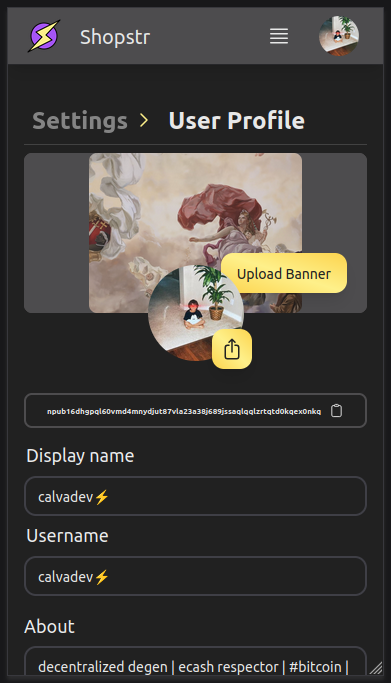 Shopstr
Settings > User Profile
Upload Banner
npub16dhgpql60vmd4mnydjut87vla23a38j689jssaqlqqlzrtqtd0kqex0nkq
Display name
calvadev⚡
Username
calvadev⚡
About
decentralized degen | ecash respector | #bitcoin |